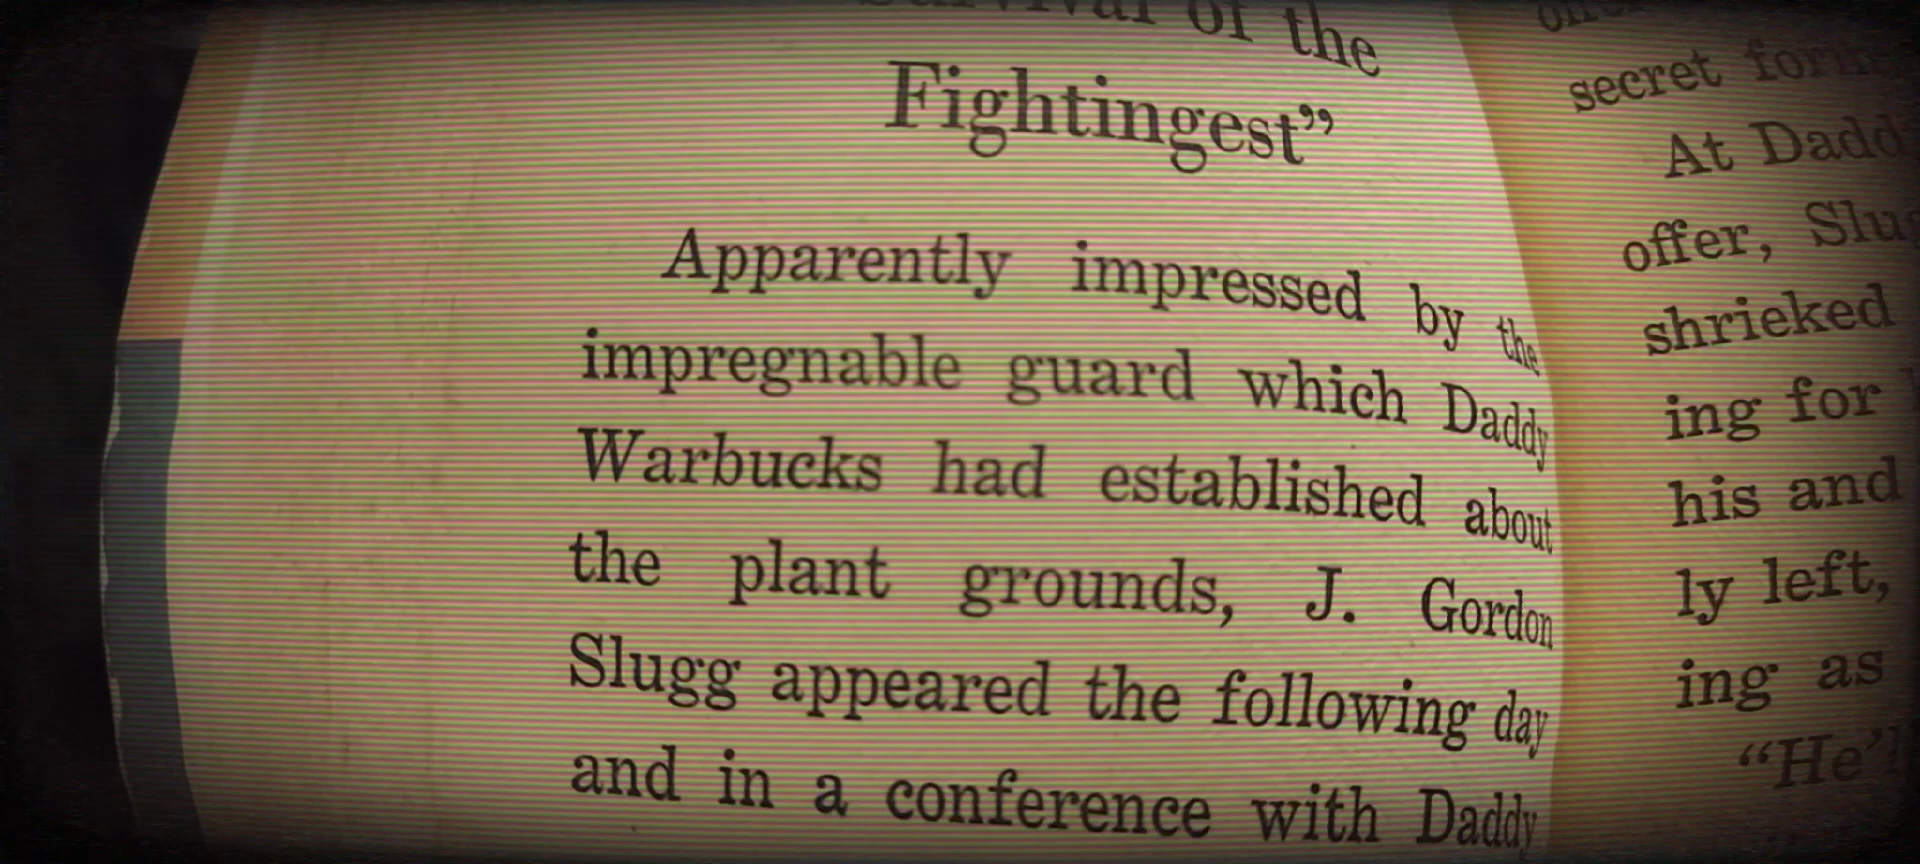 of the
Fightingest”
Apparently impressed by the
impregnable guard which Daddy
Warbucks had established about
the plant grounds, J. Gordon
Slugg appeared the following day
and in a conference with Daddy
secret
At
offer,
shrieked
ing for
his and
ly left,
ing as
“He’l